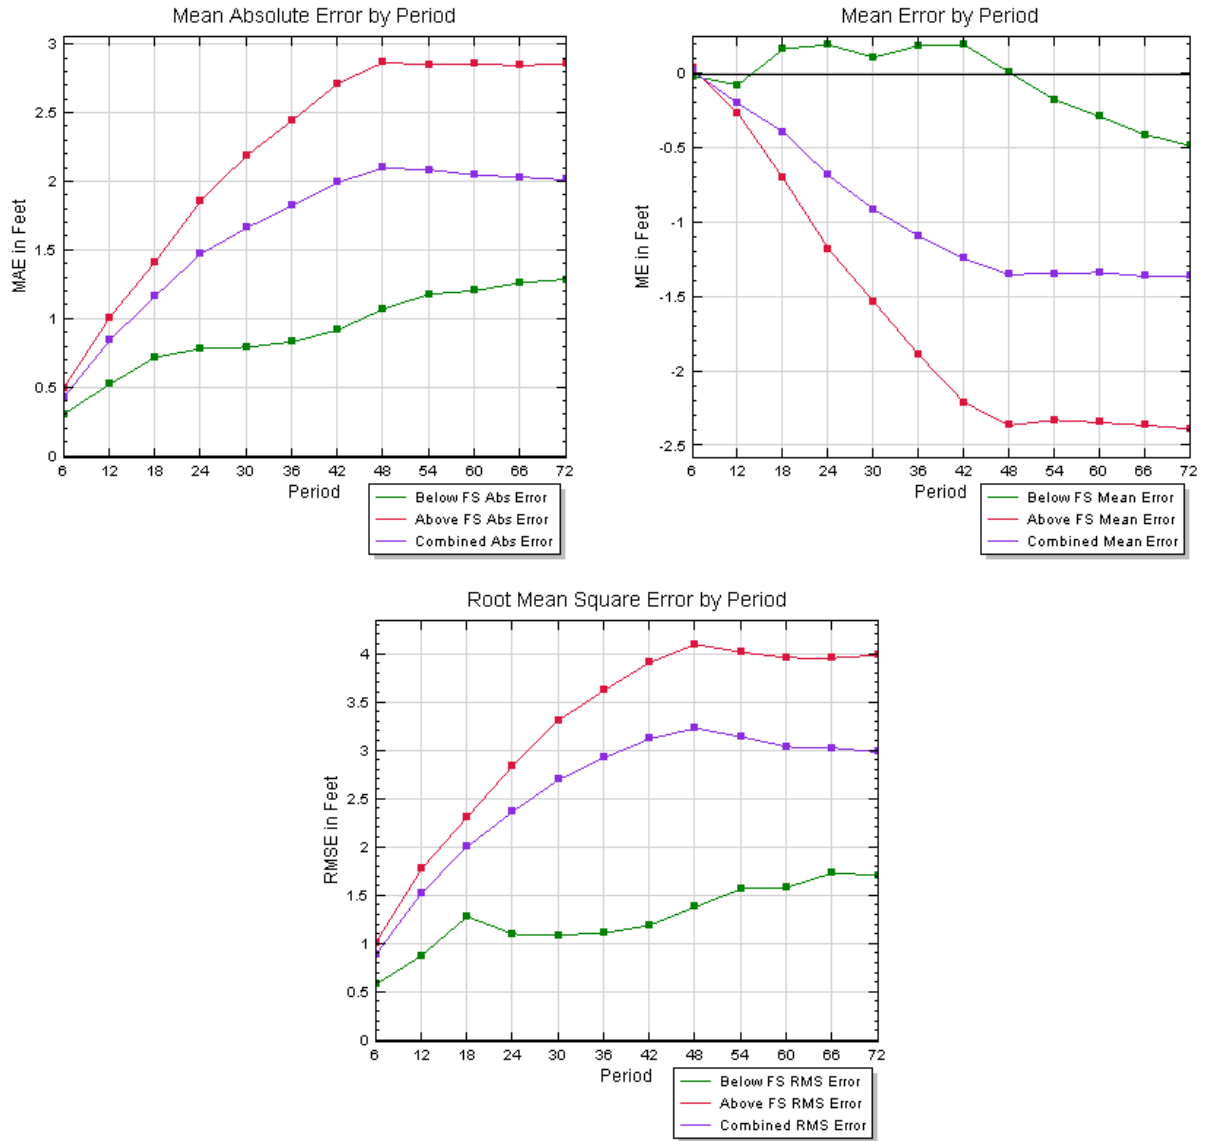 Mean Absolute Error by Period
3
2.5
2
1.5
1
0.5
0
MAE in Feet
6 12 18 24 30 36 42 48 54 60 66 72
Period
Below FS Abs Error
Above FS Abs Error
Combined Abs Error
Mean Error by Period
0
-0.5
-1
-1.5
-2
-2.5
ME in Feet
6 12 18 24 30 36 42 48 54 60 66 72
Period
Below FS Mean Error
Above FS Mean Error
Combined Mean Error
Root Mean Square Error by Period
4
3.5
3
2.5
2
1.5
1
0.5
0
RMSE in Feet
6 12 18 24 30 36 42 48 54 60 66 72
Period
Below FS RMS Error
Above FS RMS Error
Combined RMS Error